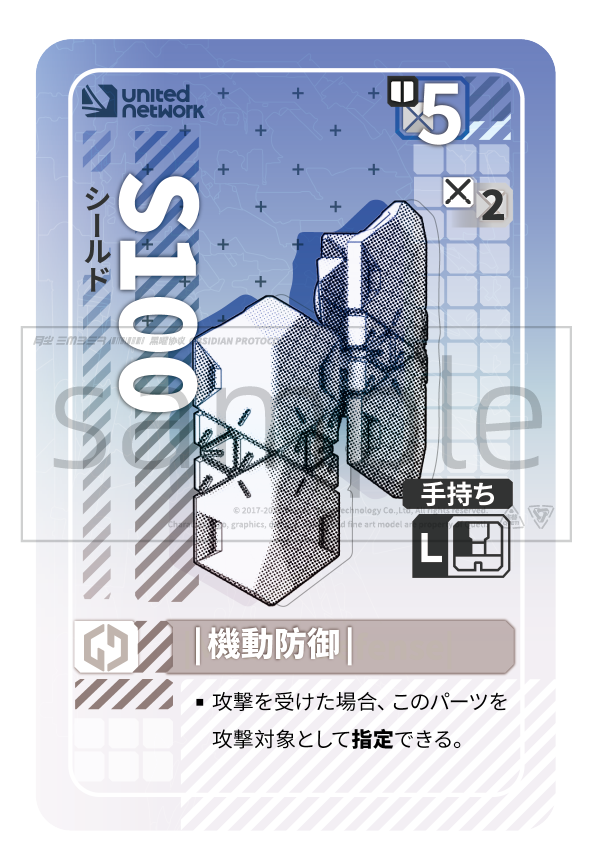 UNITED
NETWORK
5
2
シールド
S100
OBSIDIAN PROTOCOL
sample
手持ち
L
|機動防御|
▪ 攻撃を受けた場合、このパーツを
攻撃対象として指定できる。